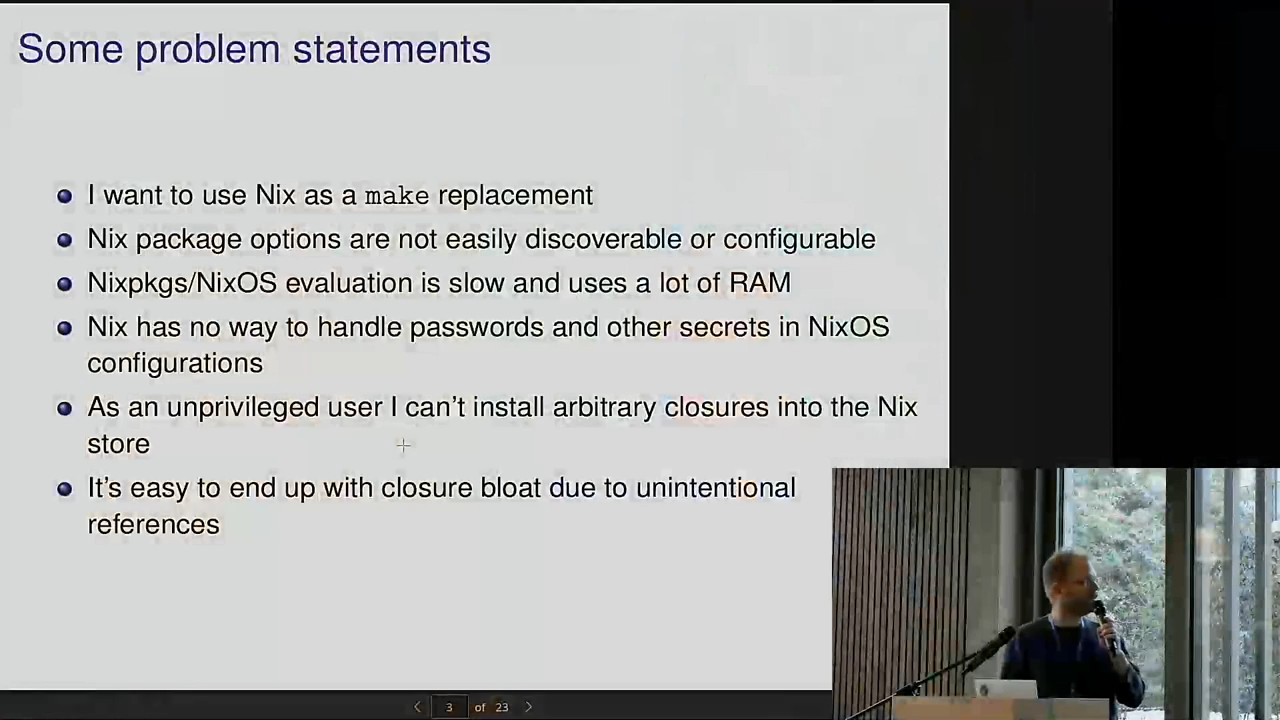 Some problem statements
I want to use Nix as a make replacement
Nix package options are not easily discoverable or configurable
Nixpkgs/NixOS evaluation is slow and uses a lot of RAM
Nix has no way to handle passwords and other secrets in NixOS
configurations
As an unprivileged user I can't install arbitrary closures into the Nix
store
It's easy to end up with closure bloat due to unintentional
references
3 of 23